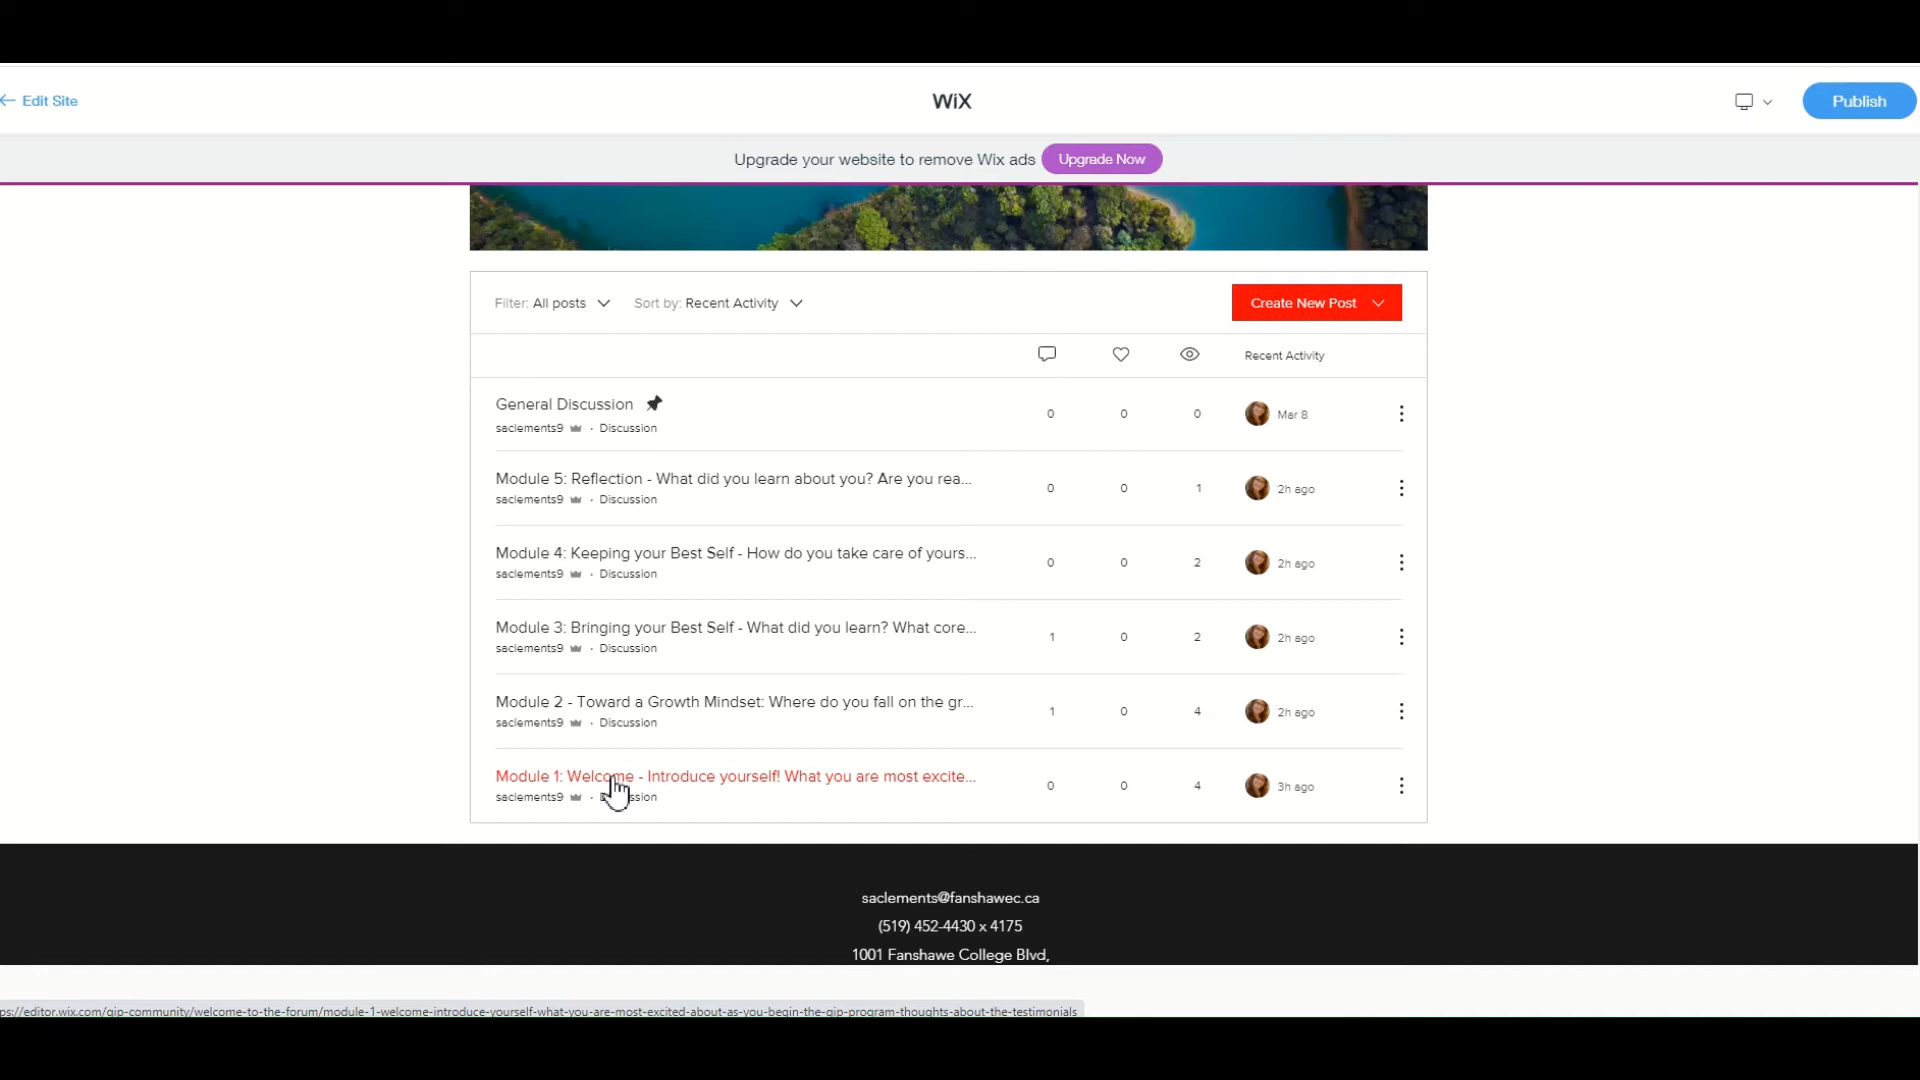 Edit Site
WiX
Publish
Upgrade your website to remove Wix ads
Upgrade Now
Filter: All posts
Sort by: Recent Activity
Create New Post
Recent Activity
General Discussion
0 0 0 Mar 8
saclements9 · Discussion
Module 5: Reflection - What did you learn about you? Are you rea...
0 0 1 2h ago
saclements9 · Discussion
Module 4: Keeping your Best Self - How do you take care of yours...
0 0 2 2h ago
saclements9 · Discussion
Module 3: Bringing your Best Self - What did you learn? What core...
1 0 2 2h ago
saclements9 · Discussion
Module 2 - Toward a Growth Mindset: Where do you fall on the gr...
1 0 4 2h ago
saclements9 · Discussion
Module 1: Welcome - Introduce yourself! What you are most excite...
0 0 4 3h ago
saclements9 · D ssion
saclements@fanshawec.ca
(519) 452-4430 x 4175
1001 Fanshawe College Blvd,
ps://editor.wix.com/gip-community/welcome-to-the-forum/module-1-welcome-introduce-yourself-what-you-are-most-excited-about-as-you-begin-the-gip-program-thoughts-about-the-testimonials